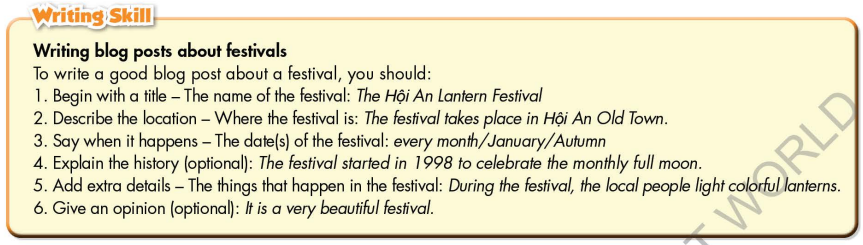 Writing Skill
Writing blog posts about festivals
To write a good blog post about a festival, you should:
1. Begin with a title – The name of the festival: The Hội An Lantern Festival
2. Describe the location – Where the festival is: The festival takes place in Hội An Old Town.
3. Say when it happens – The date(s) of the festival: every month/January/Autumn
4. Explain the history (optional): The festival started in 1998 to celebrate the monthly full moon.
5. Add extra details – The things that happen in the festival: During the festival, the local people light colorful lanterns.
6. Give an opinion (optional): It is a very beautiful festival.
T WORLD